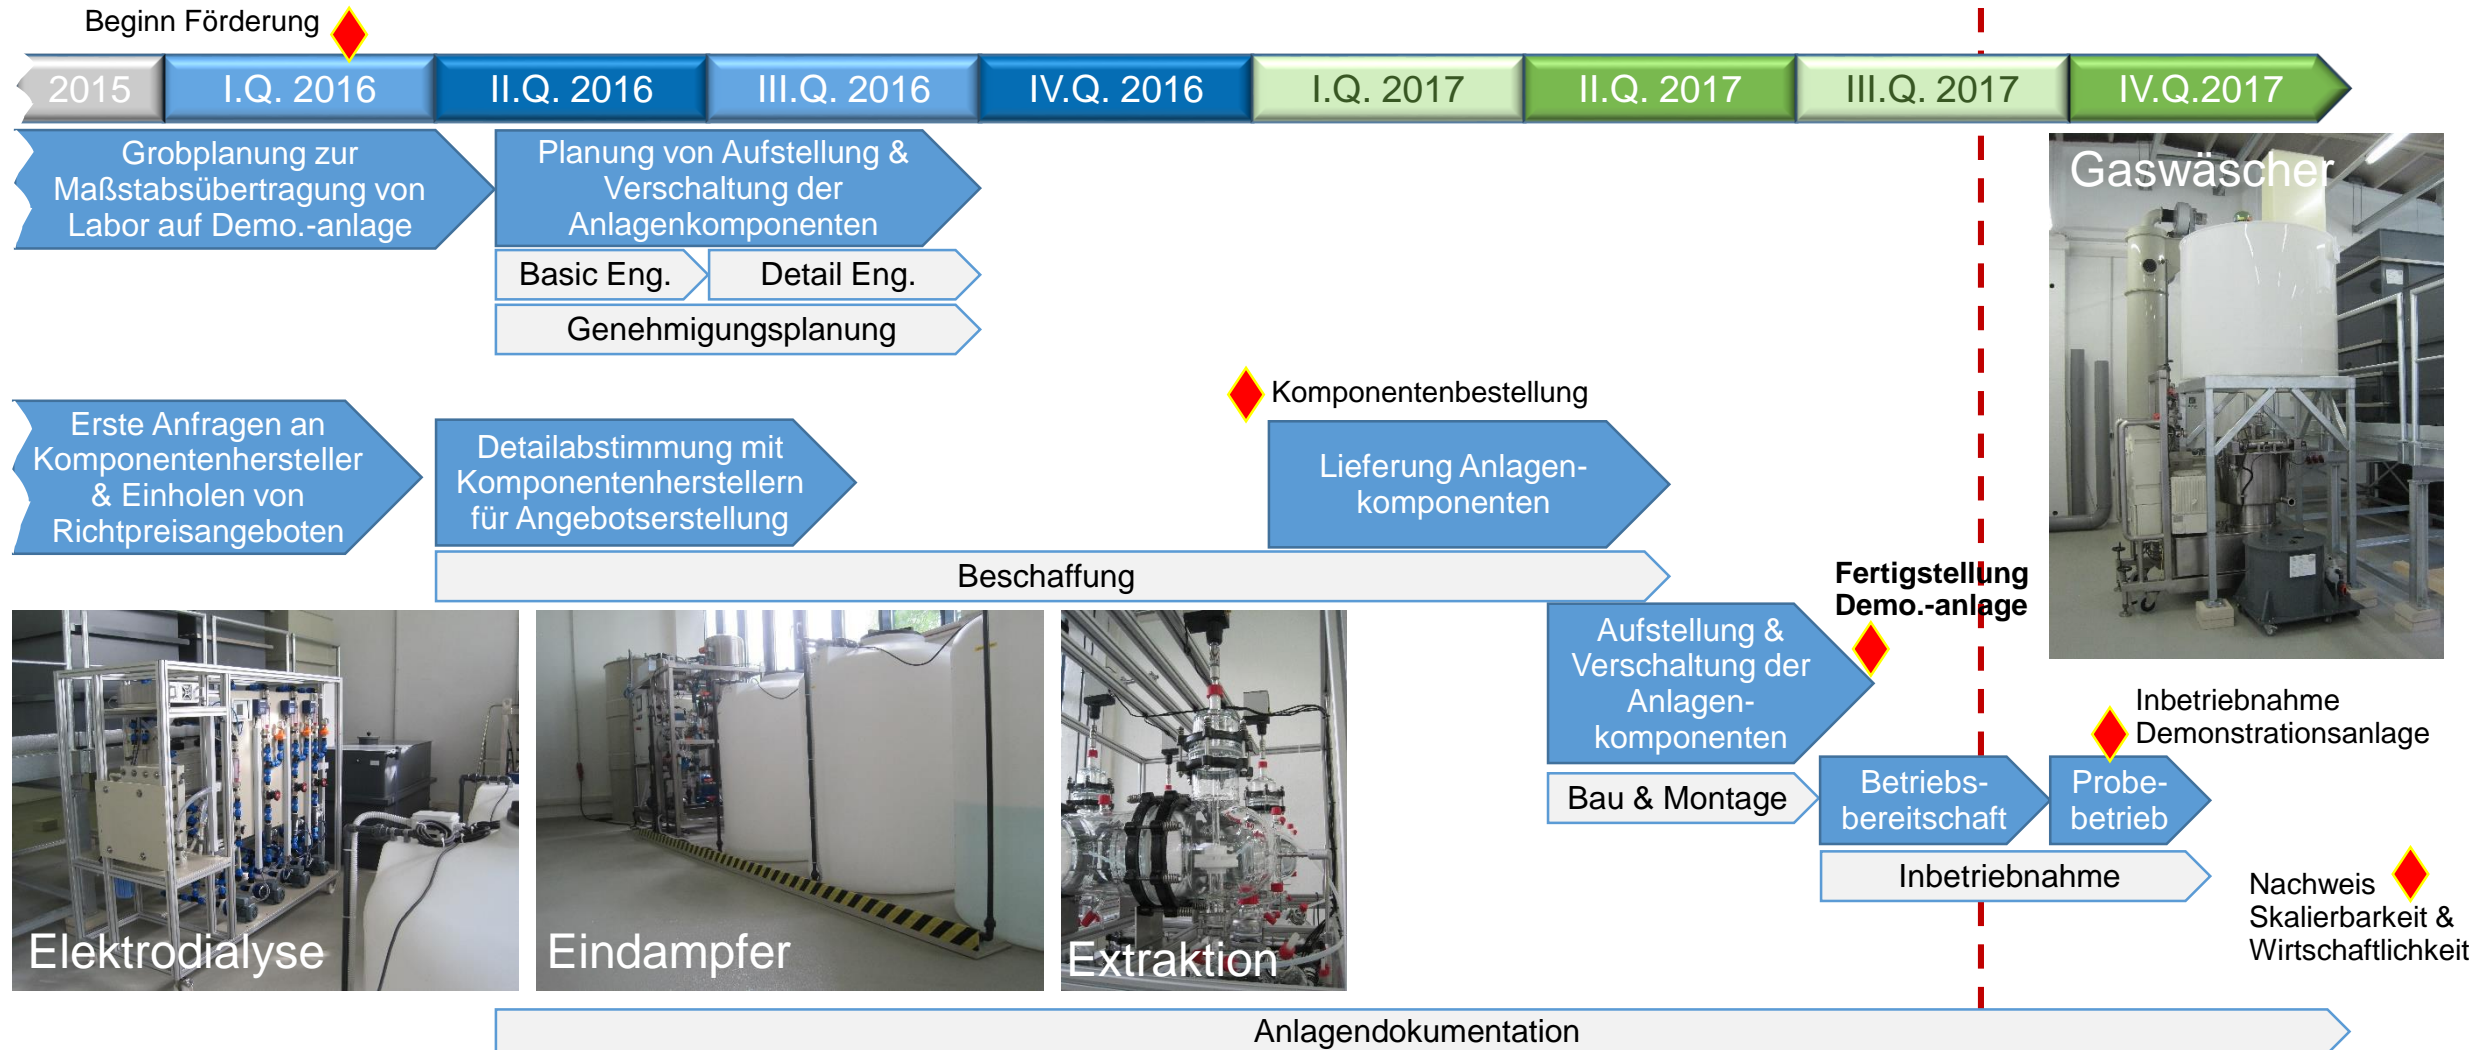 Beginn Förderung
2015
I.Q. 2016
II.Q. 2016
III.Q. 2016
IV.Q. 2016
I.Q. 2017
II.Q. 2017
III.Q. 2017
IV.Q.2017
Grobplanung zur
Maßstabsübertragung von
Labor auf Demo.-anlage
Planung von Aufstellung &
Verschaltung der
Anlagenkomponenten
Basic Eng.
Detail Eng.
Genehmigungsplanung
Gaswäscher
Komponentenbestellung
Erste Anfragen an
Komponentenhersteller
& Einholen von
Richtpreisangeboten
Detailabstimmung mit
Komponentenherstellern
für Angebotserstellung
Lieferung Anlagen-
komponenten
Beschaffung
Fertigstellung
Demo.-anlage
Aufstellung &
Verschaltung der
Anlagen-
komponenten
Inbetriebnahme
Demonstrationsanlage
Bau & Montage
Betriebs-
bereitschaft
Probe-
betrieb
Inbetriebnahme
Nachweis
Skalierbarkeit &
Wirtschaftlichkeit
Elektrodialyse
Eindampfer
Extraktion
Anlagendokumentation